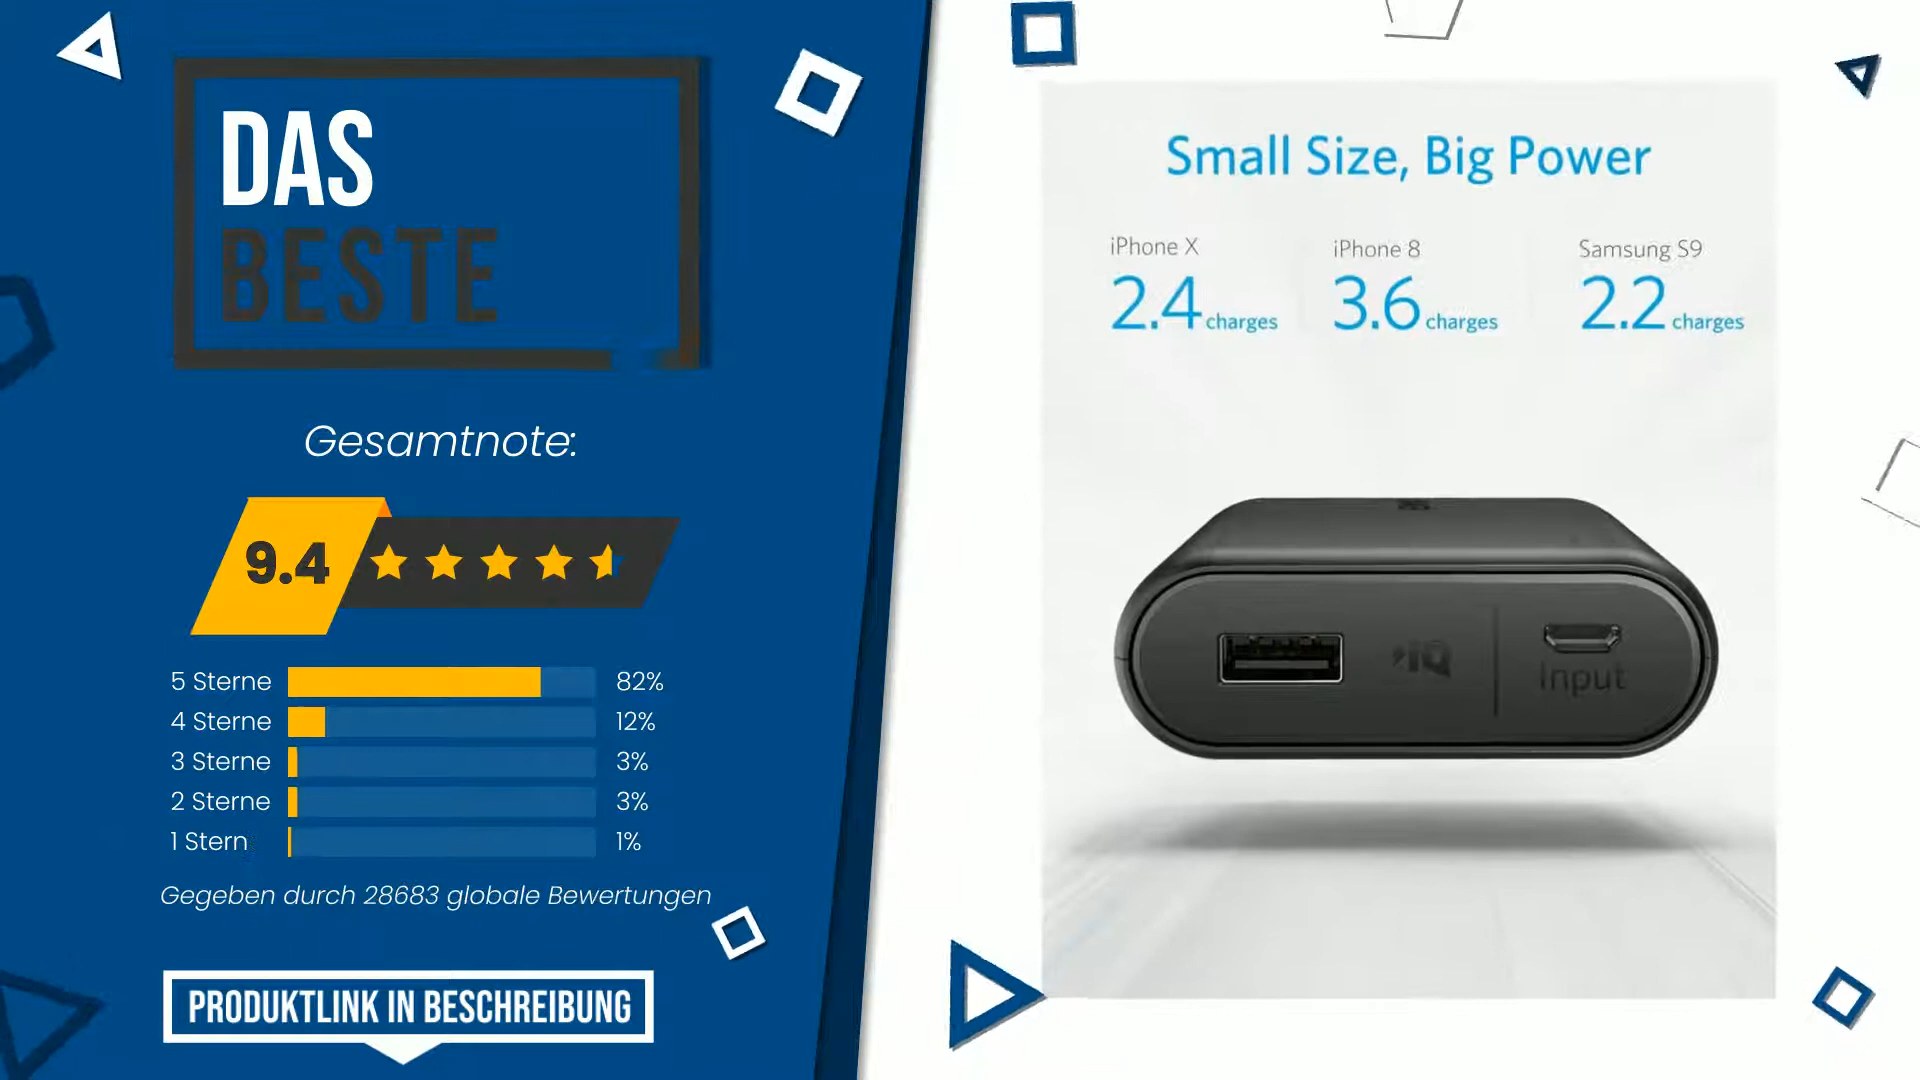 DAS
BESTE
Gesamtnote:
9.4
5 Sterne 82%
4 Sterne 12%
3 Sterne 3%
2 Sterne 3%
1 Stern 1%
Gegeben durch 28683 globale Bewertungen
PRODUKTLINK IN BESCHREIBUNG
Small Size, Big Power
iPhone X iPhone 8 Samsung S9
2.4 charges 3.6 charges 2.2 charges
IQ
Input